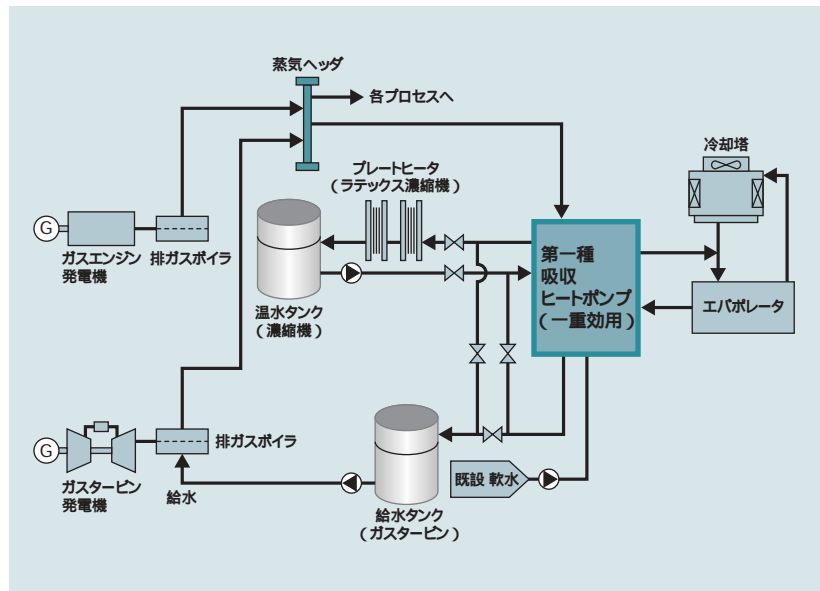 蒸気ヘッダ
各プロセスへ
プレートヒータ
（ラテックス濃縮機）
冷却塔
G
ガスエンジン
発電機
排ガスボイラ
第一種
吸収
ヒートポンプ
（一重効用）
エバポレータ
温水タンク
（濃縮機）
G
ガスタービン
発電機
排ガスボイラ
給水
既設 軟水
給水タンク
（ガスタービン）